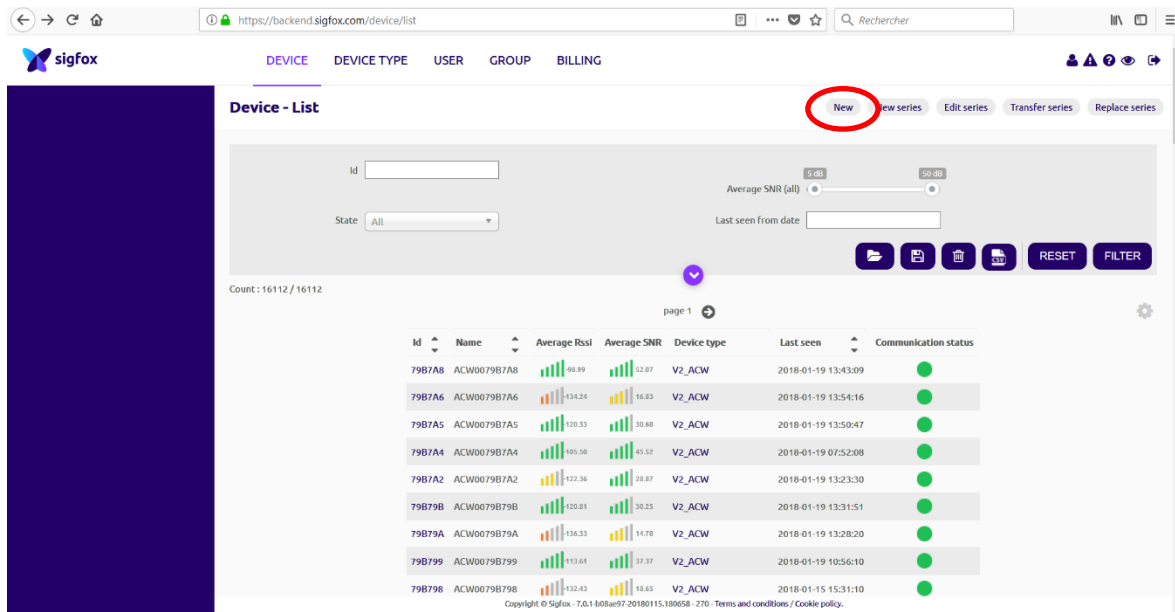 https://backend.sigfox.com/device/list
Rechercher
sigfox
DEVICE DEVICE TYPE USER GROUP BILLING
Device - List
New New series Edit series Transfer series Replace series
Id
5 dB 50 dB
Average SNR (all)
State All
Last seen from date
CSV RESET FILTER
Count : 16112 / 16112
page 1
Id Name Average Rssi Average SNR Device type Last seen Communication status
79B7A8 ACW0079B7A8 -98.99 52.07 V2_ACW 2018-01-19 13:43:09
79B7A6 ACW0079B7A6 -134.24 16.83 V2_ACW 2018-01-19 13:54:16
79B7A5 ACW0079B7A5 -120.33 30.68 V2_ACW 2018-01-19 13:50:47
79B7A4 ACW0079B7A4 -105.50 45.52 V2_ACW 2018-01-19 07:52:08
79B7A2 ACW0079B7A2 -122.36 28.87 V2_ACW 2018-01-19 13:23:30
79B79B ACW0079B79B -120.81 30.25 V2_ACW 2018-01-19 13:31:51
79B79A ACW0079B79A -136.33 14.78 V2_ACW 2018-01-19 13:28:20
79B799 ACW0079B799 -113.61 37.37 V2_ACW 2018-01-19 10:56:10
79B798 ACW0079B798 -132.43 18.65 V2_ACW 2018-01-15 15:31:10
Copyright © Sigfox - 7.0.1-b08ae97-20180115.180658 - 270 - Terms and conditions / Cookie policy.